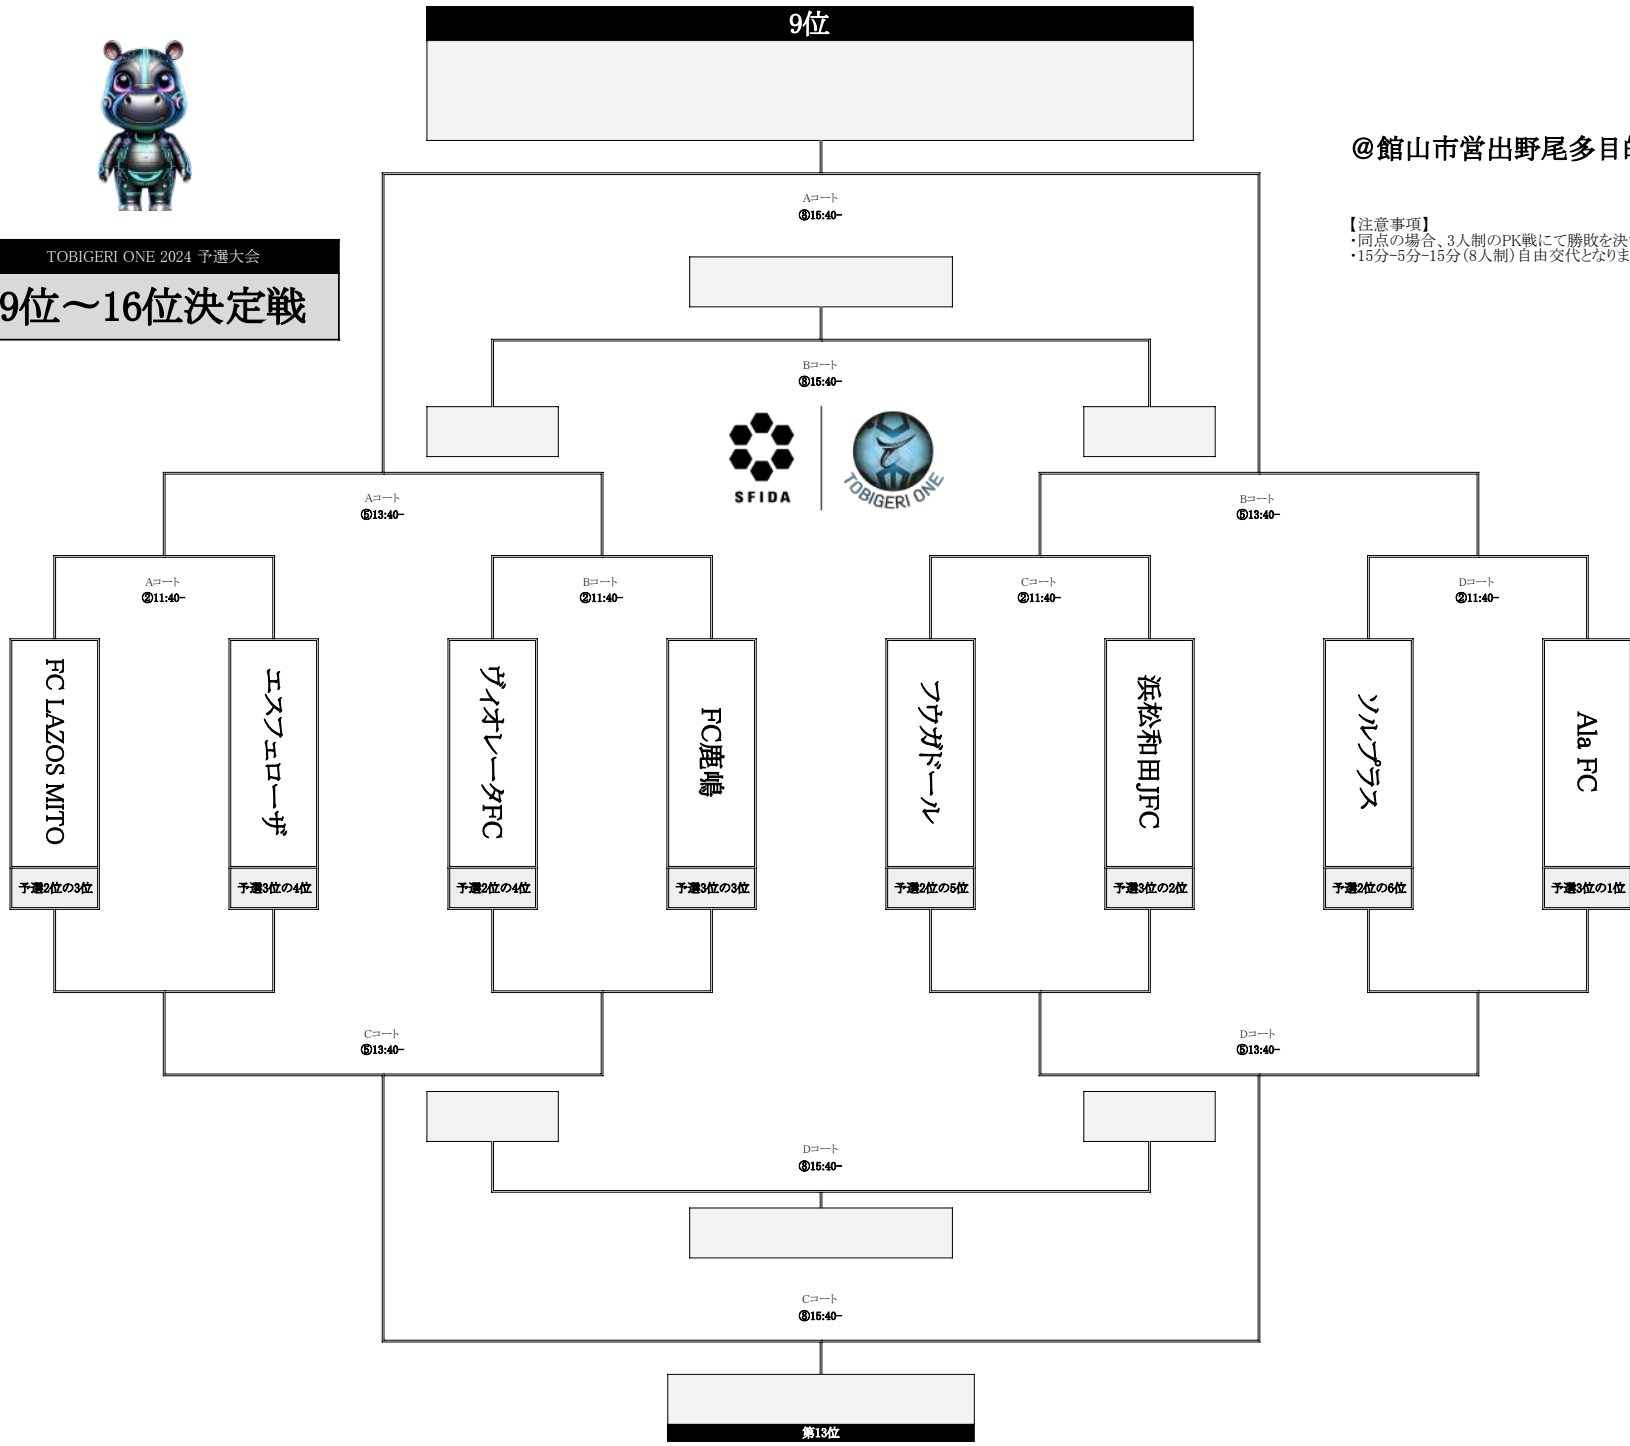 9位
@館山市営出野尾多目的
Aコート
⑧15:40-
【注意事項】
・同点の場合、3人制のPK戦にて勝敗を決
・15分-5分-15分（8人制）自由交代となりま
TOBIGERI ONE 2024 予選大会
9位～16位決定戦
Bコート
⑧15:40-
SFIDA
TOBIGERI ONE
Aコート
⑤13:40-
Bコート
⑤13:40-
Aコート
②11:40-
Bコート
②11:40-
Cコート
②11:40-
Dコート
②11:40-
FC LAZOS MITO
エスフェローザ
ヴィオレータFC
FC鹿嶋
フウガドール
浜松和田JFC
ソルプラス
Ala FC
予選2位の3位
予選3位の4位
予選2位の4位
予選3位の3位
予選2位の5位
予選3位の2位
予選2位の6位
予選3位の1位
Cコート
⑤13:40-
Dコート
⑤13:40-
Dコート
⑧15:40-
Cコート
⑧15:40-
第13位